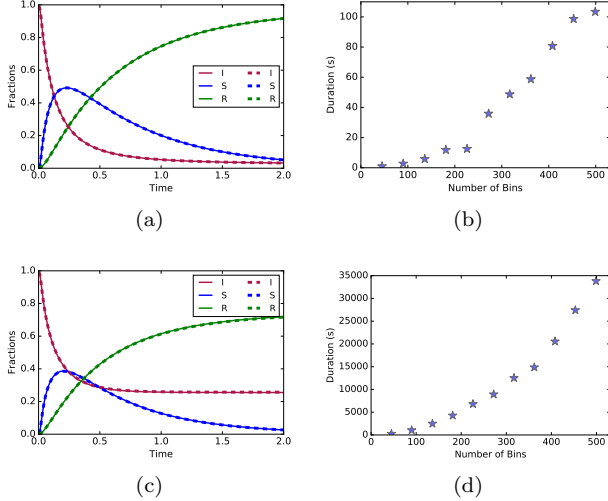 1.0
0.8
0.6
0.4
0.2
0.0
Fractions
I I
S S
R R
0.0 0.5 1.0 1.5 2.0
Time
(a)
100
80
60
40
20
0
Duration (s)
0 100 200 300 400 500
Number of Bins
(b)
1.0
0.8
0.6
0.4
0.2
0.0
Fractions
I I
S S
R R
0.0 0.5 1.0 1.5 2.0
Time
(c)
35000
30000
25000
20000
15000
10000
5000
0
Duration (s)
0 100 200 300 400 500
Number of Bins
(d)